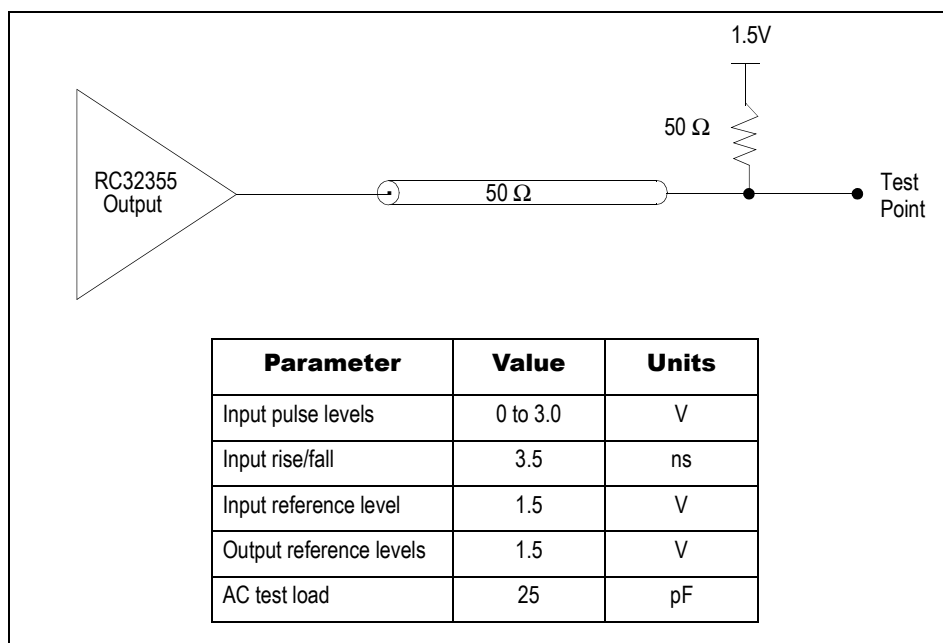 1.5V
50 Ω
RC32355
Output
50 Ω
Test
Point
Parameter Value Units
Input pulse levels 0 to 3.0 V
Input rise/fall 3.5 ns
Input reference level 1.5 V
Output reference levels 1.5 V
AC test load 25 pF